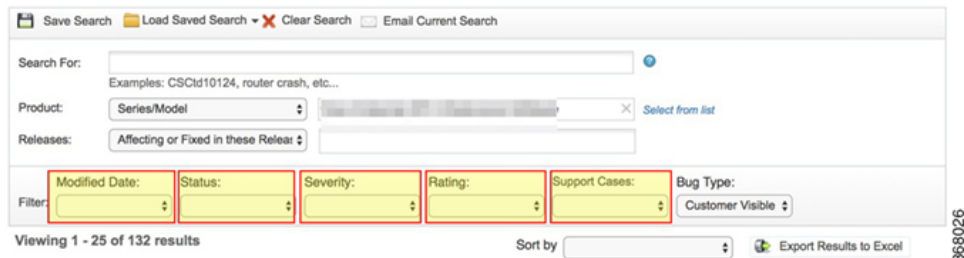 Save Search Load Saved Search Clear Search Email Current Search
Search For:
Examples: CSCtd10124, router crash, etc...
Product: Series/Model Select from list
Releases: Affecting or Fixed in these Releas
Modified Date: Status: Severity: Rating: Support Cases: Bug Type:
Filter: Customer Visible
Viewing 1 - 25 of 132 results Sort by Export Results to Excel
368026